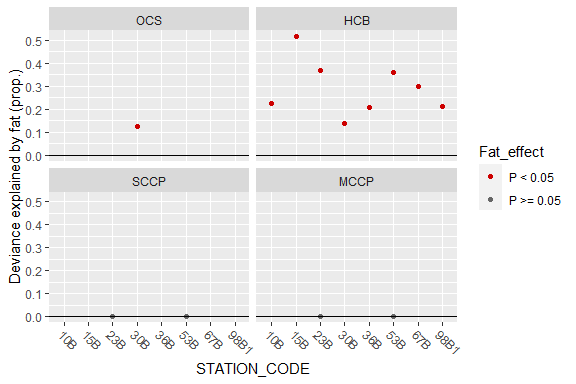 OCS HCB
0.5
0.4
0.3
0.2
0.1
0.0
SCCP MCCP
0.5
0.4
0.3
0.2
0.1
0.0
Deviance explained by fat (prop.)
10B 15B 23B 30B 36B 53B 67B 98B1 10B 15B 23B 30B 36B 53B 67B 98B1
STATION_CODE
Fat_effect
P < 0.05
P >= 0.05